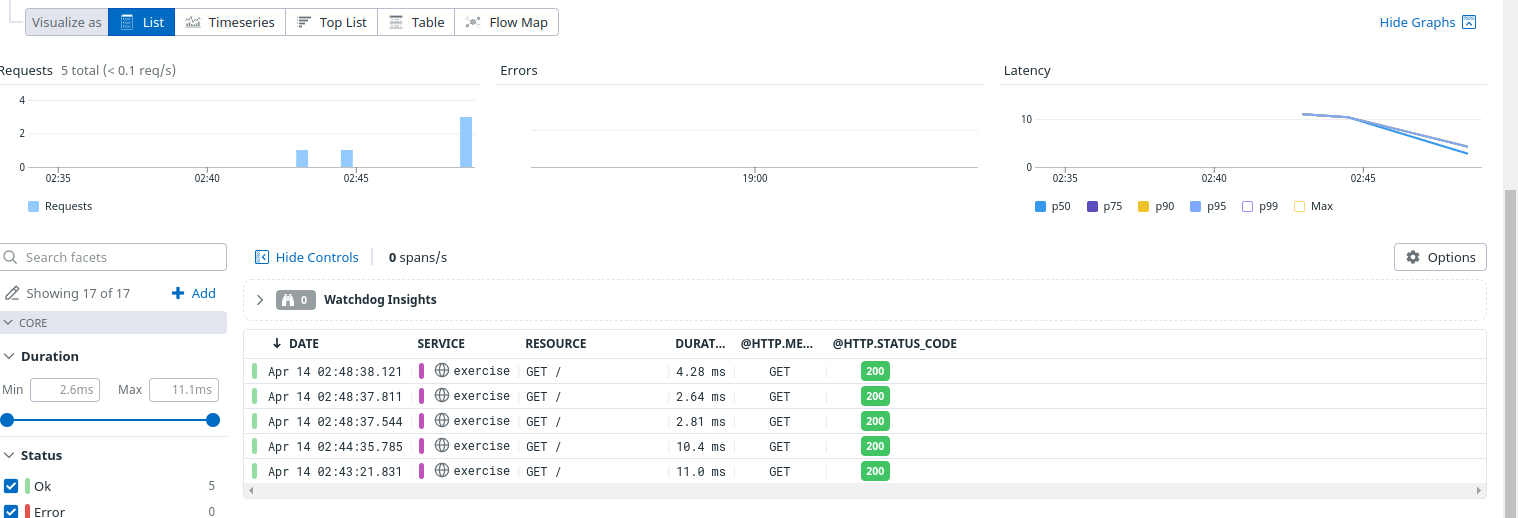 Visualize as List Timeseries Top List Table Flow Map Hide Graphs
Requests 5 total (< 0.1 req/s)
4
2
0
02:35 02:40 02:45
Requests
Errors
19:00
Latency
10
0
02:35 02:40 02:45
p50 p75 p90 p95 p99 Max
Search facets
Showing 17 of 17 Add
CORE
Duration
Min 2.6ms Max 11.1ms
Status
Ok 5
Error 0
Hide Controls 0 spans/s Options
0 Watchdog Insights
DATE SERVICE RESOURCE DURAT... @HTTP.ME... @HTTP.STATUS_CODE
Apr 14 02:48:38.121 exercise GET / 4.28 ms GET 200
Apr 14 02:48:37.811 exercise GET / 2.64 ms GET 200
Apr 14 02:48:37.544 exercise GET / 2.81 ms GET 200
Apr 14 02:44:35.785 exercise GET / 10.4 ms GET 200
Apr 14 02:43:21.831 exercise GET / 11.0 ms GET 200